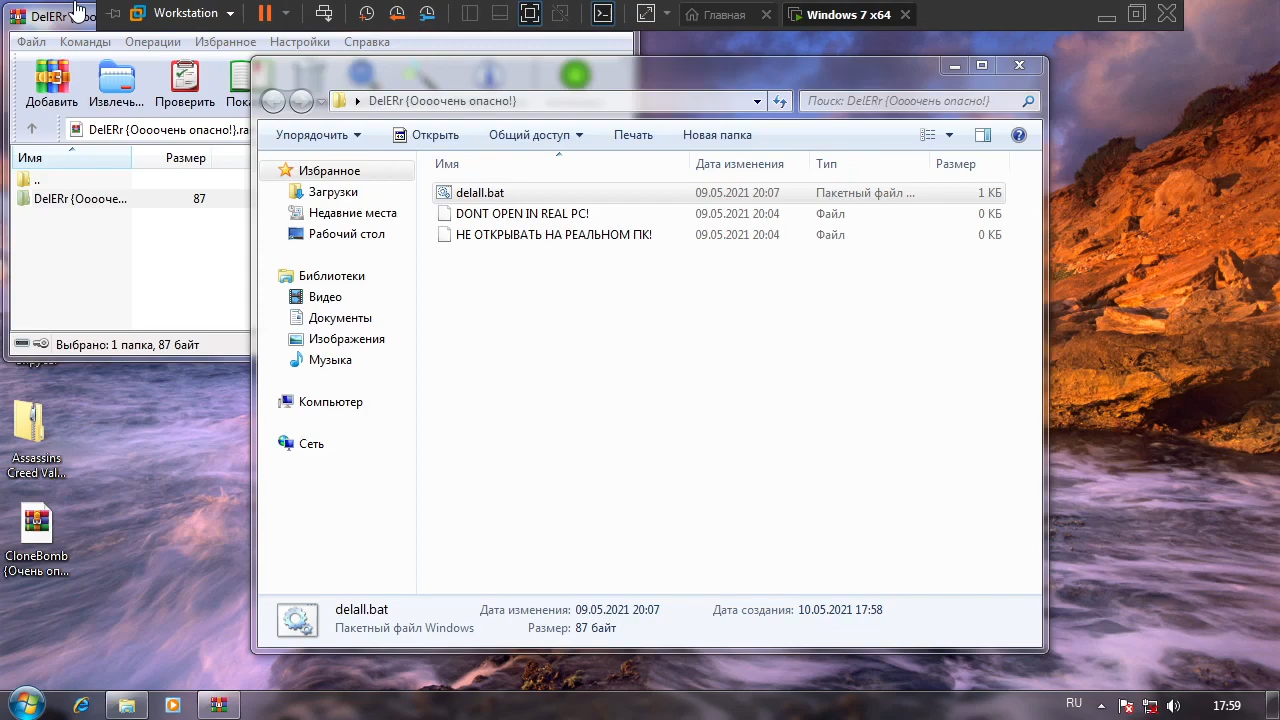 DelERr
Workstation
Главная
Windows 7 x64
Файл Команды Операции Избранное Настройки Справка
Добавить Извлечь... Проверить
DelERr {Оооочень опасно!}.ra
Имя Размер
..
DelERr {Ооооче... 87
Выбрано: 1 папка, 87 байт
DelERr {Оооочень опасно!}
Поиск: DelERr {Оооочень опасно!}
Упорядочить Открыть Общий доступ Печать Новая папка
Имя Дата изменения Тип Размер
delall.bat 09.05.2021 20:07 Пакетный файл ... 1 КБ
DONT OPEN IN REAL PC! 09.05.2021 20:04 Файл 0 КБ
НЕ ОТКРЫВАТЬ НА РЕАЛЬНОМ ПК! 09.05.2021 20:04 Файл 0 КБ
Избранное
Загрузки
Недавние места
Рабочий стол
Библиотеки
Видео
Документы
Изображения
Музыка
Компьютер
Сеть
delall.bat Дата изменения: 09.05.2021 20:07 Дата создания: 10.05.2021 17:58
Пакетный файл Windows Размер: 87 байт
Assassins
Creed Val...
CloneBomb
{Очень оп...
RU
17:59